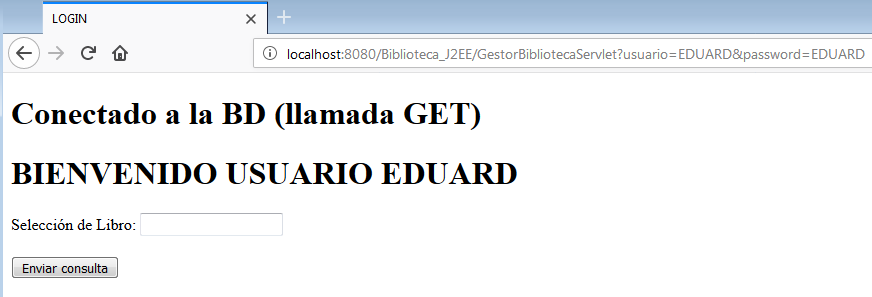 LOGIN
localhost:8080/Biblioteca_J2EE/GestorBibliotecaServlet?usuario=EDUARD&password=EDUARD
Conectado a la BD (llamada GET)
BIENVENIDO USUARIO EDUARD
Selección de Libro:
Enviar consulta